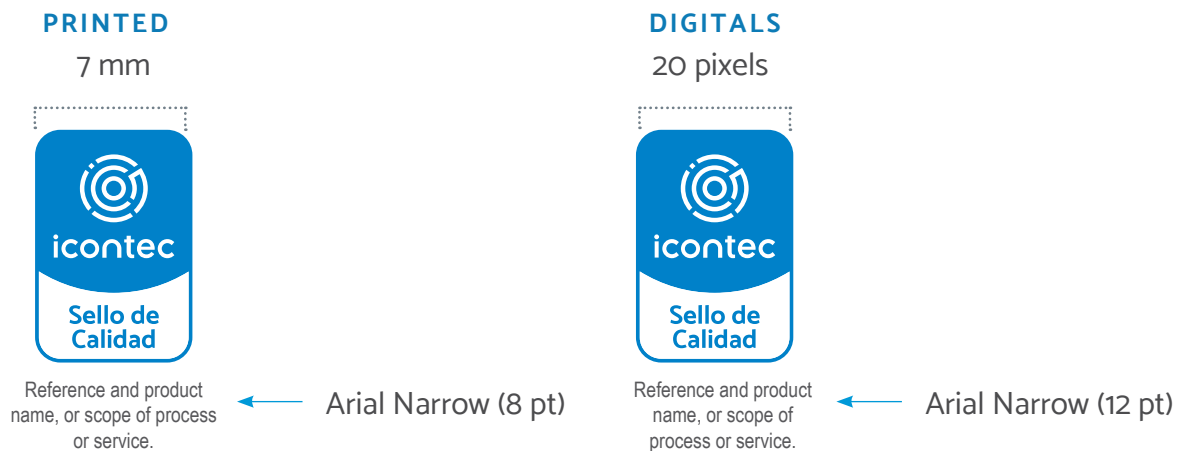 PRINTED
7 mm
icontec
Sello de
Calidad
Reference and product
name, or scope of process
or service.
Arial Narrow (8 pt)
DIGITALS
20 pixels
icontec
Sello de
Calidad
Reference and product
name, or scope of
process or service.
Arial Narrow (12 pt)